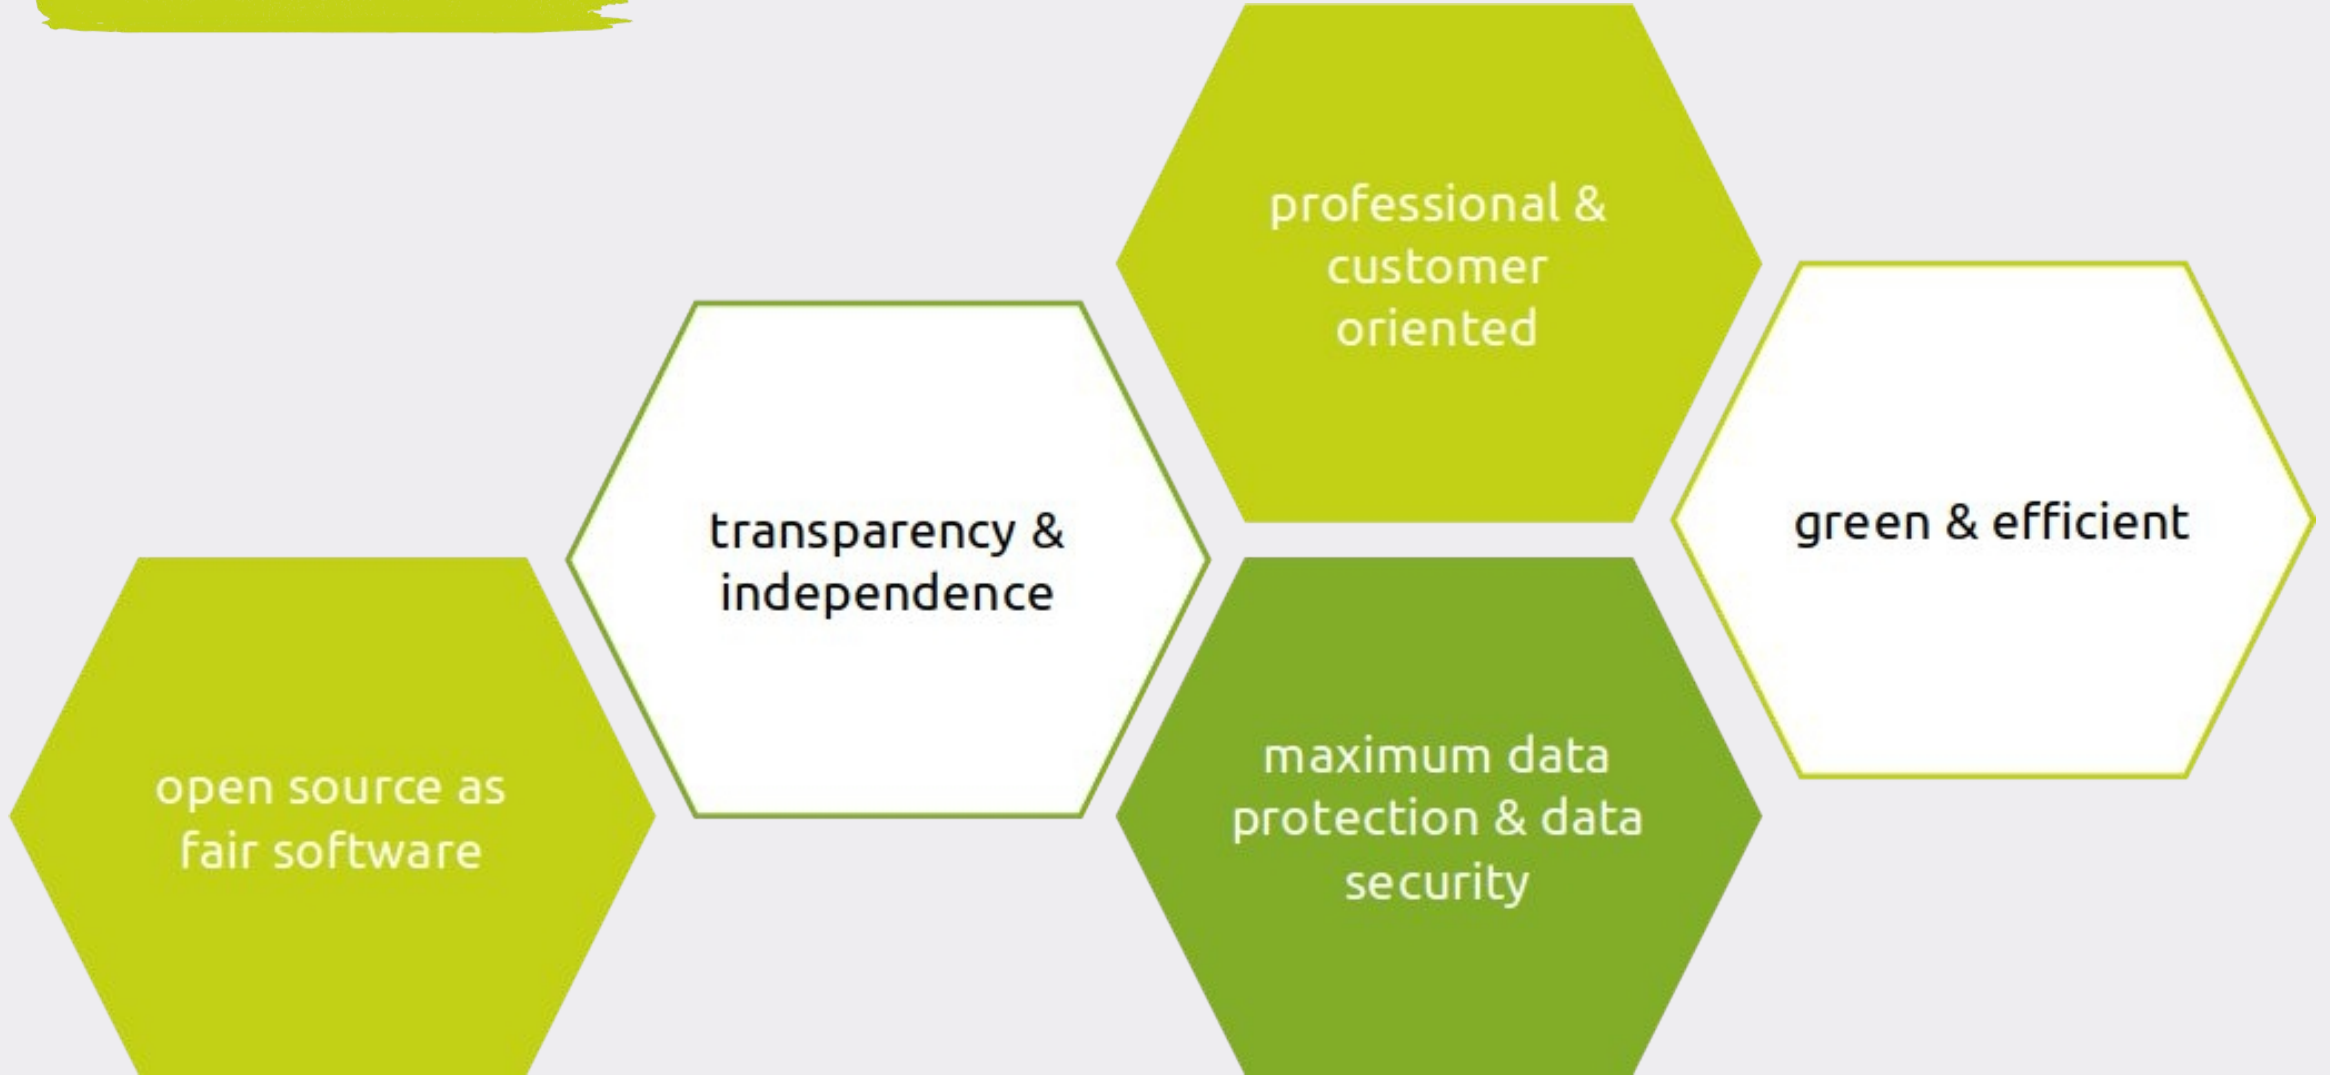 open source as
fair software
transparency &
independence
professional &
customer
oriented
maximum data
protection & data
security
green & efficient